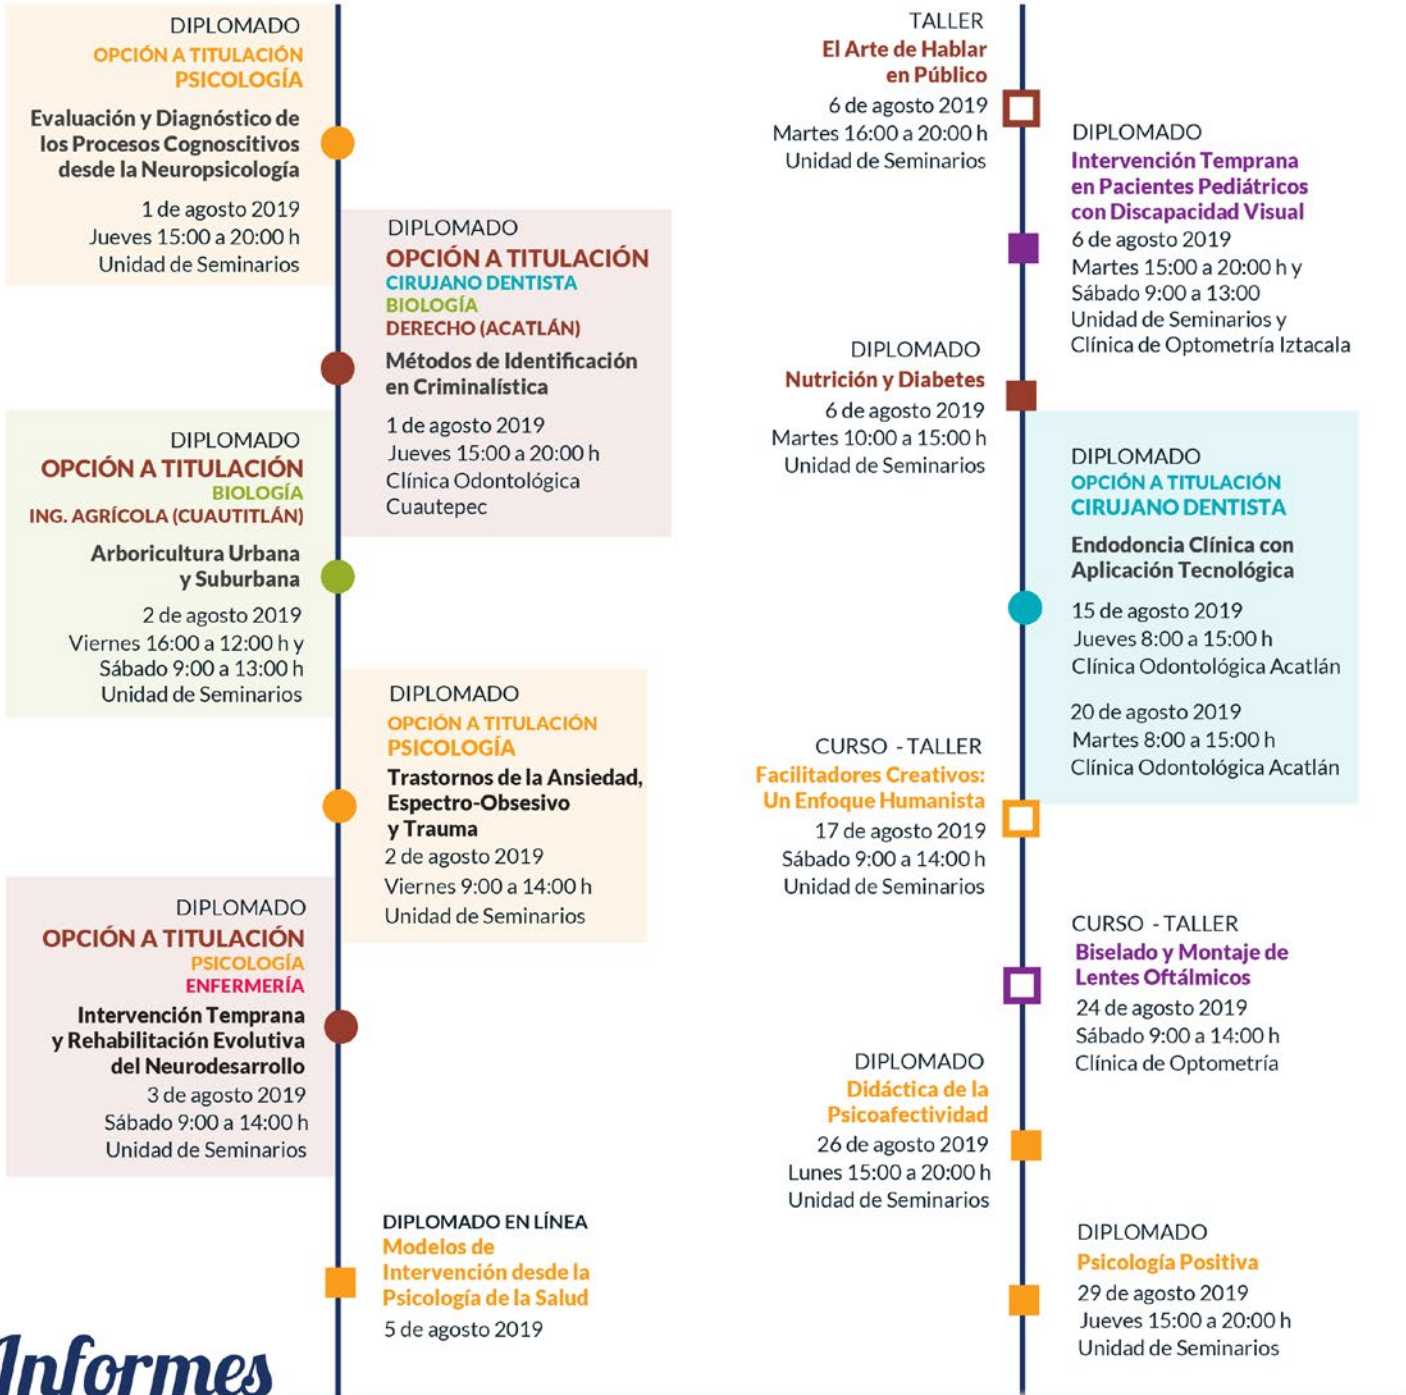 DIPLOMADO
OPCIÓN A TITULACIÓN
PSICOLOGÍA
Evaluación y Diagnóstico de
los Procesos Cognoscitivos
desde la Neuropsicología
1 de agosto 2019
Jueves 15:00 a 20:00 h
Unidad de Seminarios
DIPLOMADO
OPCIÓN A TITULACIÓN
CIRUJANO DENTISTA
BIOLOGÍA
DERECHO (ACATLÁN)
Métodos de Identificación
en Criminalística
1 de agosto 2019
Jueves 15:00 a 20:00 h
Clínica Odontológica
Cuautepec
DIPLOMADO
OPCIÓN A TITULACIÓN
BIOLOGÍA
ING. AGRÍCOLA (CUAUTITLÁN)
Arboricultura Urbana
y Suburbana
2 de agosto 2019
Viernes 16:00 a 12:00 h y
Sábado 9:00 a 13:00 h
Unidad de Seminarios
DIPLOMADO
OPCIÓN A TITULACIÓN
PSICOLOGÍA
Trastornos de la Ansiedad,
Espectro-Obsesivo
y Trauma
2 de agosto 2019
Viernes 9:00 a 14:00 h
Unidad de Seminarios
DIPLOMADO
OPCIÓN A TITULACIÓN
PSICOLOGÍA
ENFERMERÍA
Intervención Temprana
y Rehabilitación Evolutiva
del Neurodesarrollo
3 de agosto 2019
Sábado 9:00 a 14:00 h
Unidad de Seminarios
DIPLOMADO EN LÍNEA
Modelos de
Intervención desde la
Psicología de la Salud
5 de agosto 2019
Informes
TALLER
El Arte de Hablar
en Público
6 de agosto 2019
Martes 16:00 a 20:00 h
Unidad de Seminarios
DIPLOMADO
Intervención Temprana
en Pacientes Pediátricos
con Discapacidad Visual
6 de agosto 2019
Martes 15:00 a 20:00 h y
Sábado 9:00 a 13:00
Unidad de Seminarios y
Clínica de Optometría Iztacala
DIPLOMADO
Nutrición y Diabetes
6 de agosto 2019
Martes 10:00 a 15:00 h
Unidad de Seminarios
DIPLOMADO
OPCIÓN A TITULACIÓN
CIRUJANO DENTISTA
Endodoncia Clínica con
Aplicación Tecnológica
15 de agosto 2019
Jueves 8:00 a 15:00 h
Clínica Odontológica Acatlán
20 de agosto 2019
Martes 8:00 a 15:00 h
Clínica Odontológica Acatlán
CURSO - TALLER
Facilitadores Creativos:
Un Enfoque Humanista
17 de agosto 2019
Sábado 9:00 a 14:00 h
Unidad de Seminarios
CURSO - TALLER
Biselado y Montaje de
Lentes Oftálmicos
24 de agosto 2019
Sábado 9:00 a 14:00 h
Clínica de Optometría
DIPLOMADO
Didáctica de la
Psicoafectividad
26 de agosto 2019
Lunes 15:00 a 20:00 h
Unidad de Seminarios
DIPLOMADO
Psicología Positiva
29 de agosto 2019
Jueves 15:00 a 20:00 h
Unidad de Seminarios